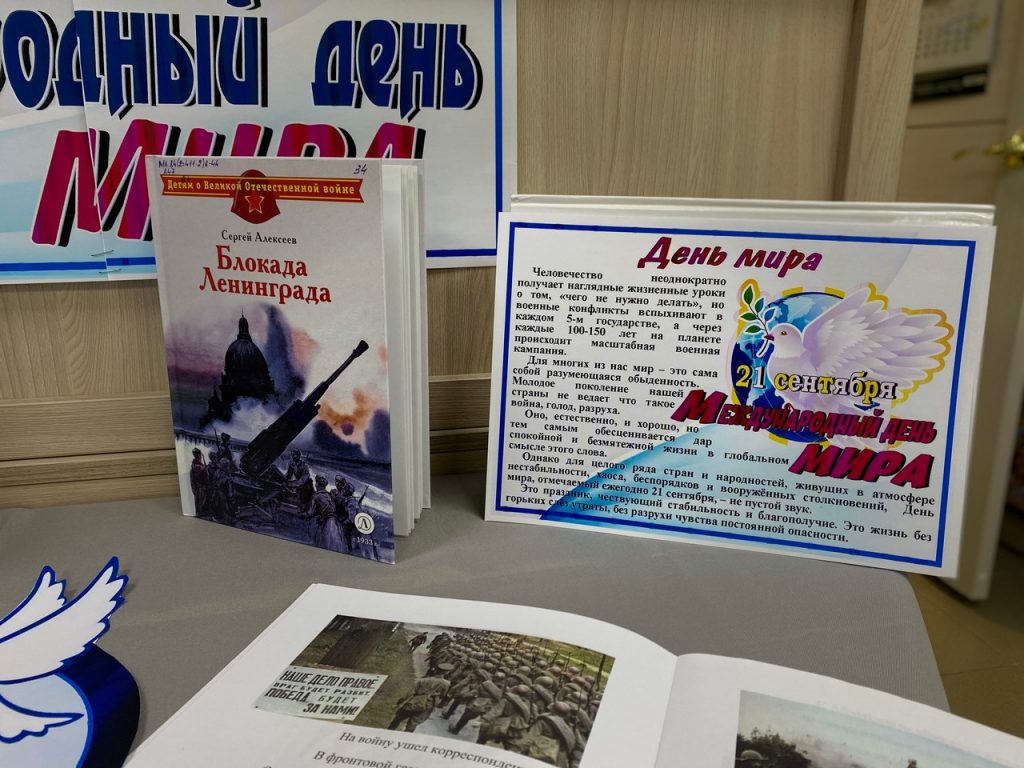 одный день
МИРА
34
Детям о Великой Отечественной войне
Сергей Алексеев
Блокада
Ленинграда
с 1933 г.
День мира
Человечество неоднократно
получает наглядные жизненные уроки
о том, «чего не нужно делать», но
военные конфликты вспыхивают в
каждом 5-м государстве, а через
каждые 100-150 лет на планете
происходит масштабная военная
кампания.
Для многих из нас мир – это сама
собой разумеющаяся обыденность.
Молодое поколение нашей
страны не ведает что такое
война, голод, разруха.
Оно, естественно, и хорошо, но
тем самым обесценивается дар
спокойной и безмятежной жизни в глобальном
смысле этого слова.
Однако для целого ряда стран и народностей, живущих в атмосфере
нестабильности, хаоса, беспорядков и вооружённых столкновений, День
мира, отмечаемый ежегодно 21 сентября, – не пустой звук.
Это праздник, чествующий стабильность и благополучие. Это жизнь без
горьких слёз утраты, без разрухи чувства постоянной опасности.
21 сентября
МЕЖДУНАРОДНЫЙ ДЕНЬ
МИРА
НАШЕ ДЕЛО ПРАВОЕ.
ВРАГ БУДЕТ РАЗБИТ.
ПОБЕДА БУДЕТ
ЗА НАМИ!
На войну ушел корреспонден
В фронтовой газ